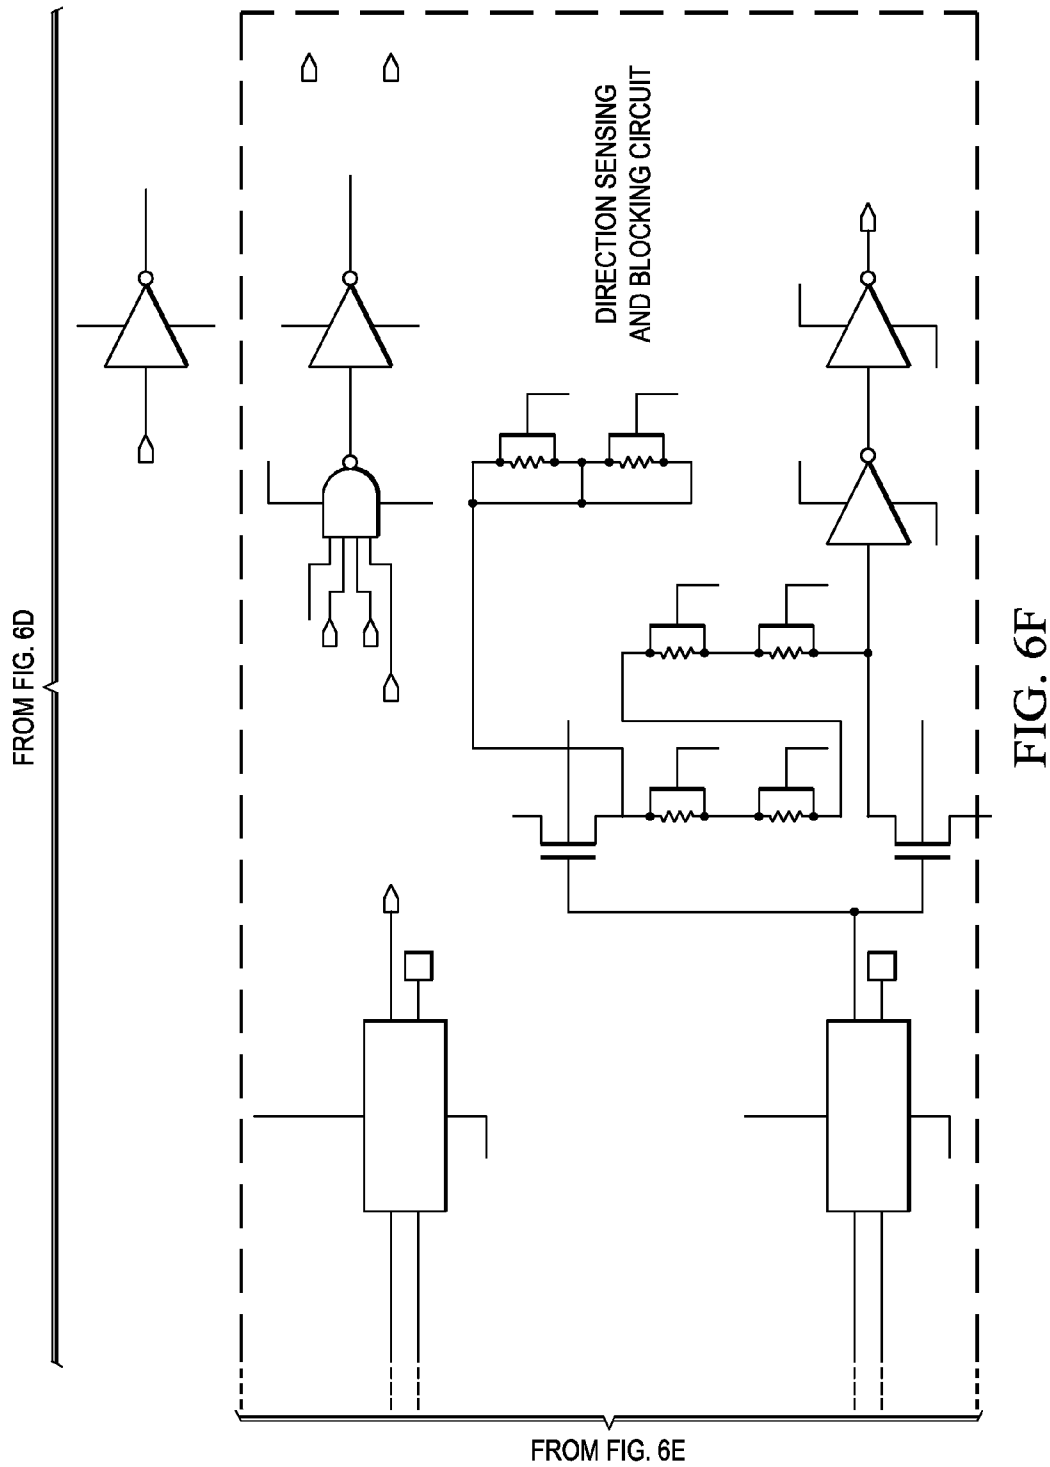 FROM FIG. 6D
DIRECTION SENSING
AND BLOCKING CIRCUIT
FIG. 6F
FROM FIG. 6E